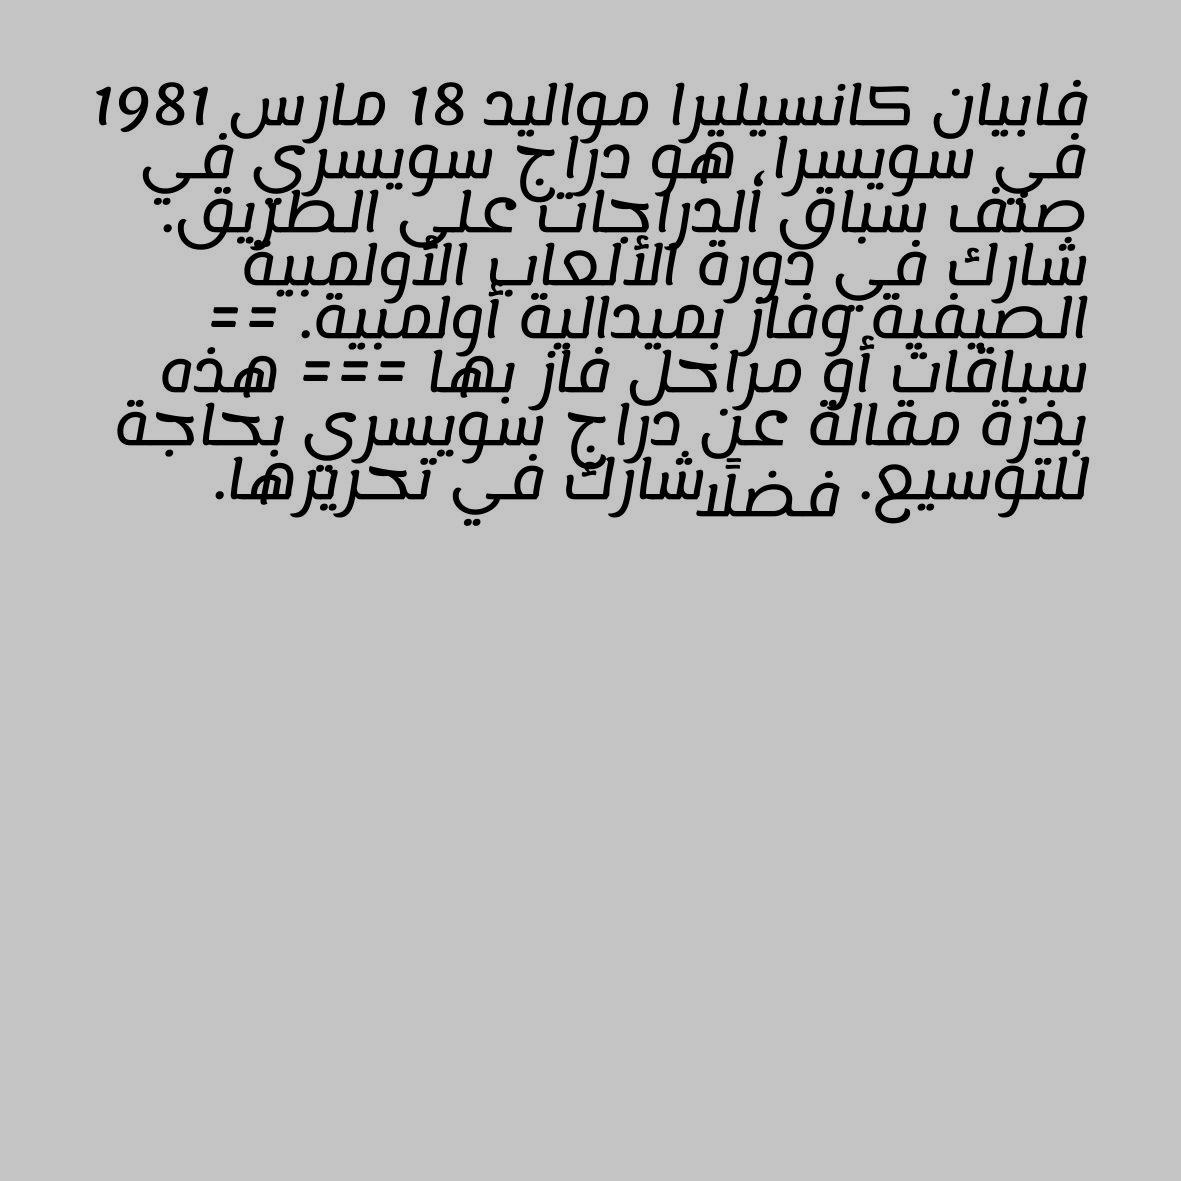 فابيان كانسيليرا مواليد 18 مارس 1981
في سويسرا، هو دراج سويسري في
صنف سباق الدراجات على الطريق.
شارك في دورة الألعاب الأولمبية
الصيفية وفاز بميدالية أولمبية. ==
سباقات أو مراحل فاز بها === هذه
بذرة مقالة عن دراج سويسري بحاجة
للتوسيع. فضلًا شارك في تحريرها.